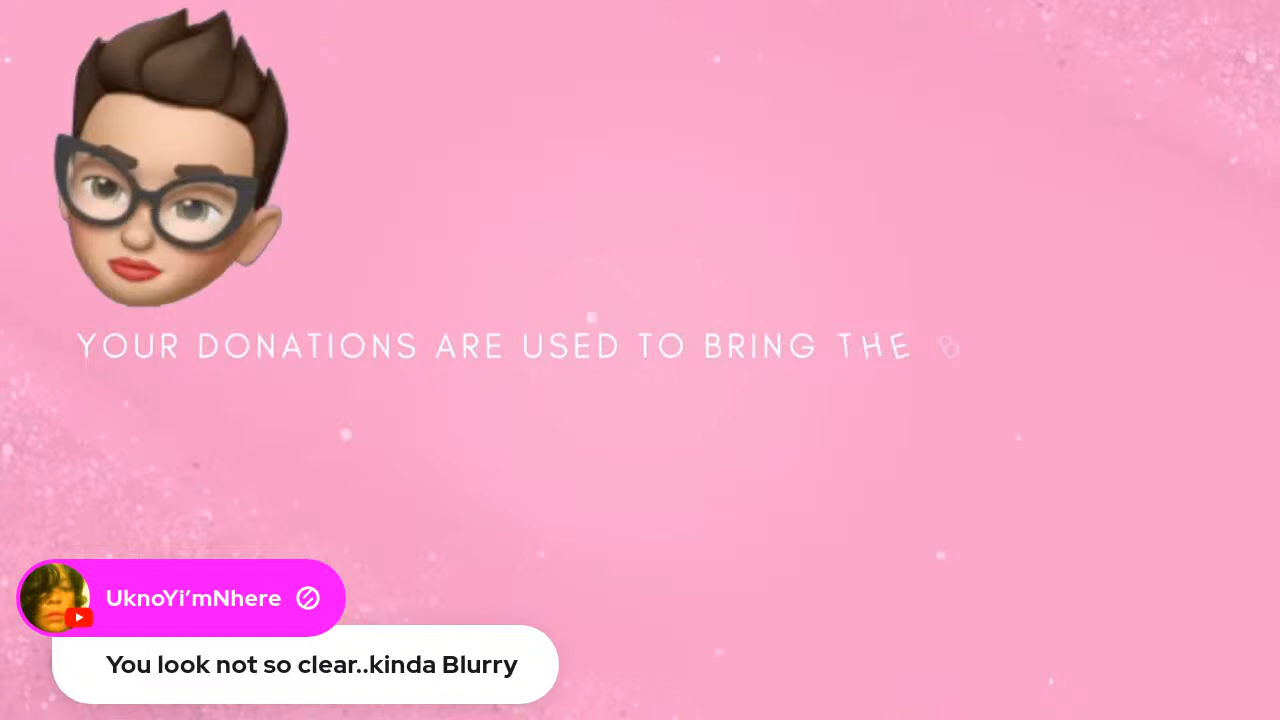 YOUR DONATIONS ARE USED TO BRING THE B
UknoYi’mNhere
You look not so clear..kinda Blurry